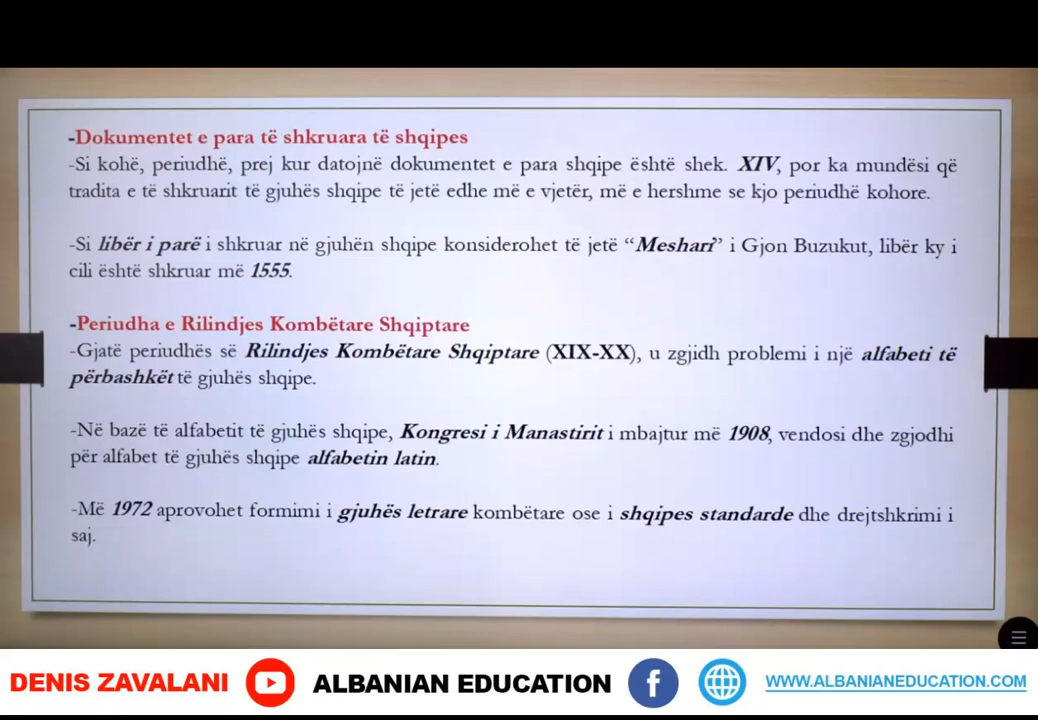 -Dokumentet e para të shkruara të shqipes
-Si kohë, periudhë, prej kur datojnë dokumentet e para shqipe është shek. XIV, por ka mundësi që
tradita e të shkruarit të gjuhës shqipe të jetë edhe më e vjetër, më e hershme se kjo periudhë kohore.
-Si libër i parë i shkruar në gjuhën shqipe konsiderohet të jetë “Meshari” i Gjon Buzukut, libër ky i
cili është shkruar më 1555.
-Periudha e Rilindjes Kombëtare Shqiptare
-Gjatë periudhës së Rilindjes Kombëtare Shqiptare (XIX-XX), u zgjidh problemi i një alfabeti të
përbashkët të gjuhës shqipe.
-Në bazë të alfabetit të gjuhës shqipe, Kongresi i Manastirit i mbajtur më 1908, vendosi dhe zgjodhi
për alfabet të gjuhës shqipe alfabetin latin.
-Më 1972 aprovohet formimi i gjuhës letrare kombëtare ose i shqipes standarde dhe drejtshkrimi i
saj.
DENIS ZAVALANI ALBANIAN EDUCATION f WWW.ALBANIANEDUCATION.COM